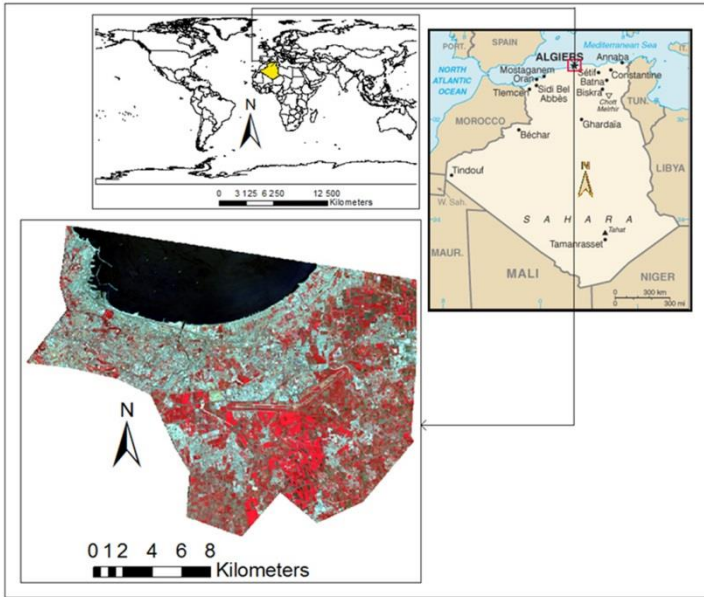 N
0 3 125 6 250 12 500
Kilometers
PORT.
SPAIN
Mediterranean Sea
IT.
ALGIERS
Annaba
NORTH
ATLANTIC
OCEAN
Mostaganem
Oran
Sétif
Constantine
Batna
Tlemcen
Sidi Bel
Abbès
Biskra
Chott
Melrhir
TUN.
MOROCCO
Ghardaïa
Béchar
LIBYA
Tindouf
N
W. Sah.
SAHARA
Tahat
Tamanrasset
MAUR.
MALI
NIGER
0 300 km
0 300 mi
N
0 1 2 4 6 8
Kilometers